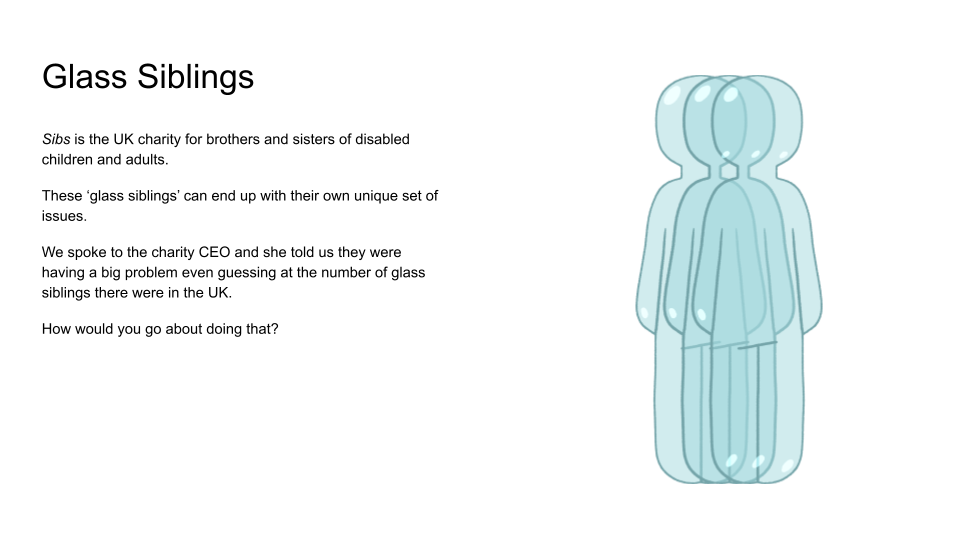 Glass Siblings
Sibs is the UK charity for brothers and sisters of disabled
children and adults.
These ‘glass siblings’ can end up with their own unique set of
issues.
We spoke to the charity CEO and she told us they were
having a big problem even guessing at the number of glass
siblings there were in the UK.
How would you go about doing that?